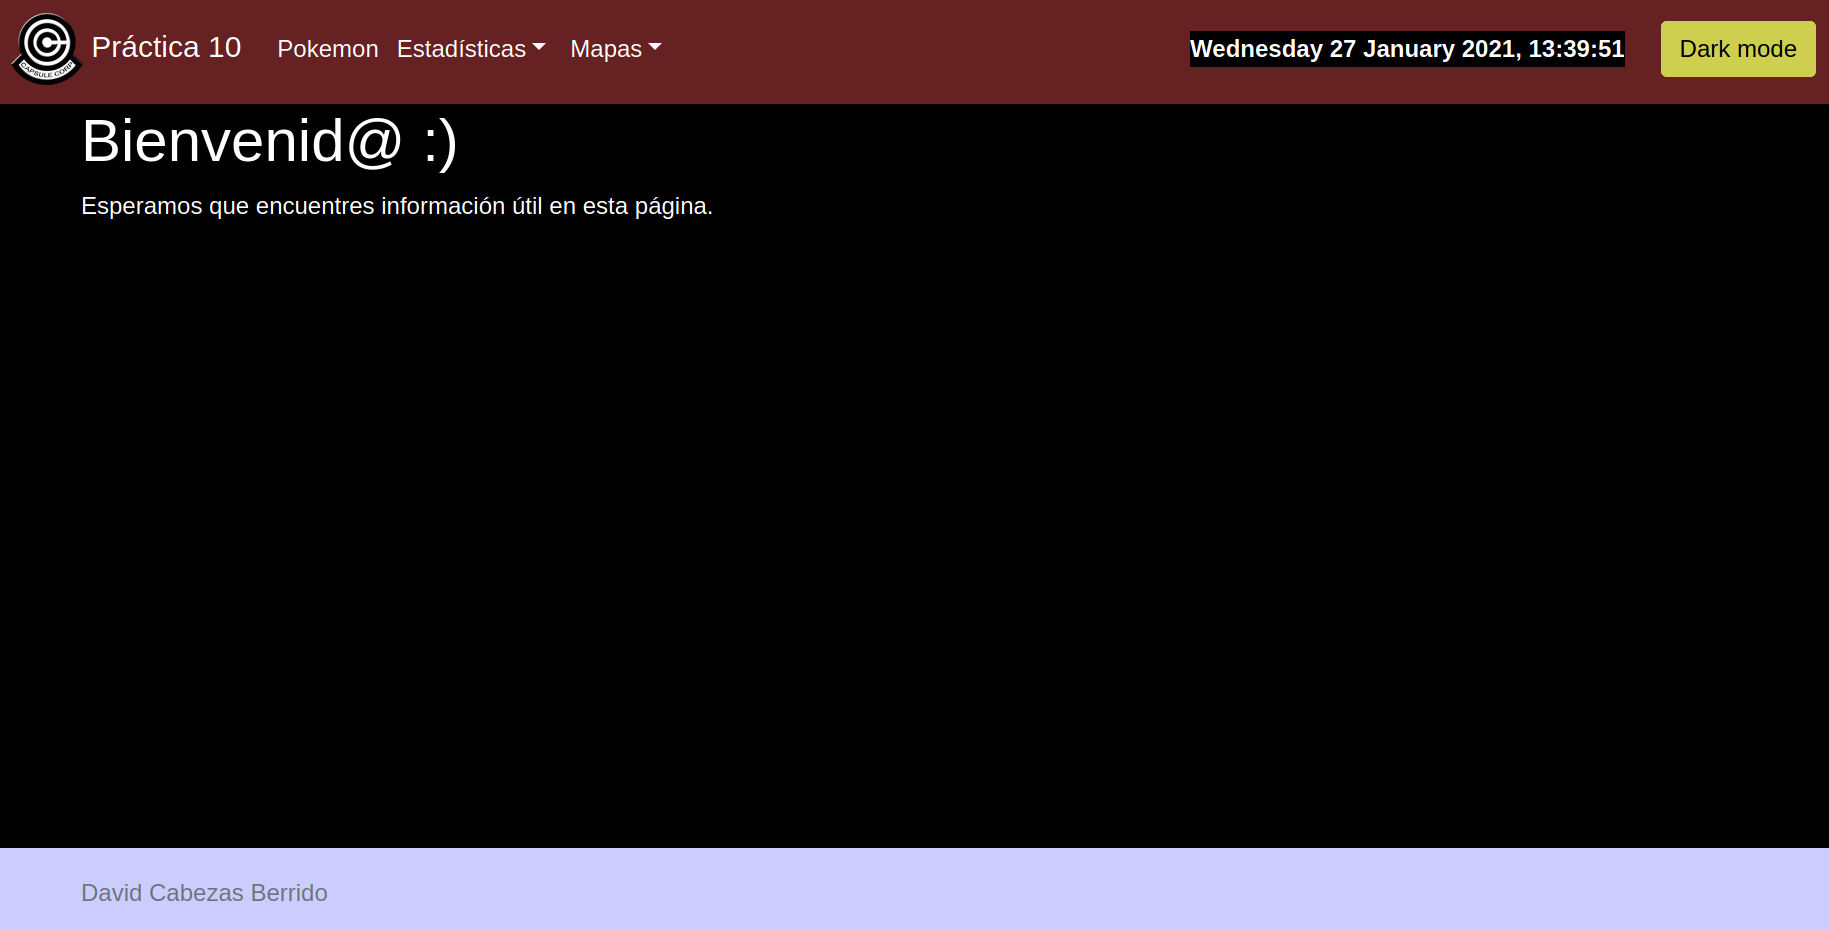 CAPSULE CORP
Práctica 10 Pokemon Estadísticas Mapas Wednesday 27 January 2021, 13:39:51 Dark mode
Bienvenid@ :)
Esperamos que encuentres información útil en esta página.
David Cabezas Berrido